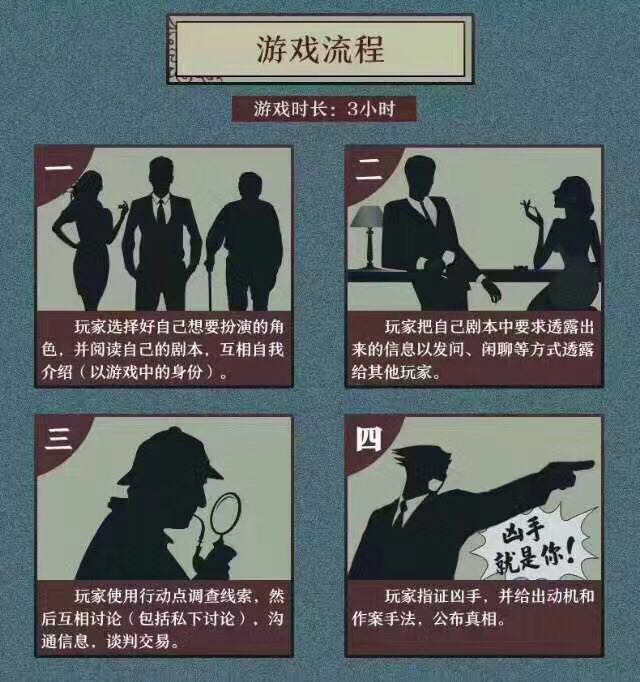 游戏流程
游戏时长：3小时
一
玩家选择好自己想要扮演的角
色，并阅读自己的剧本，互相自我
介绍（以游戏中的身份）。
二
玩家把自己剧本中要求透露出
来的信息以发问、闲聊等方式透露
给其他玩家。
三
玩家使用行动点调查线索，然
后互相讨论（包括私下讨论），沟
通信息，谈判交易。
四
凶手
就是你！
玩家指证凶手，并给出动机和
作案手法，公布真相。